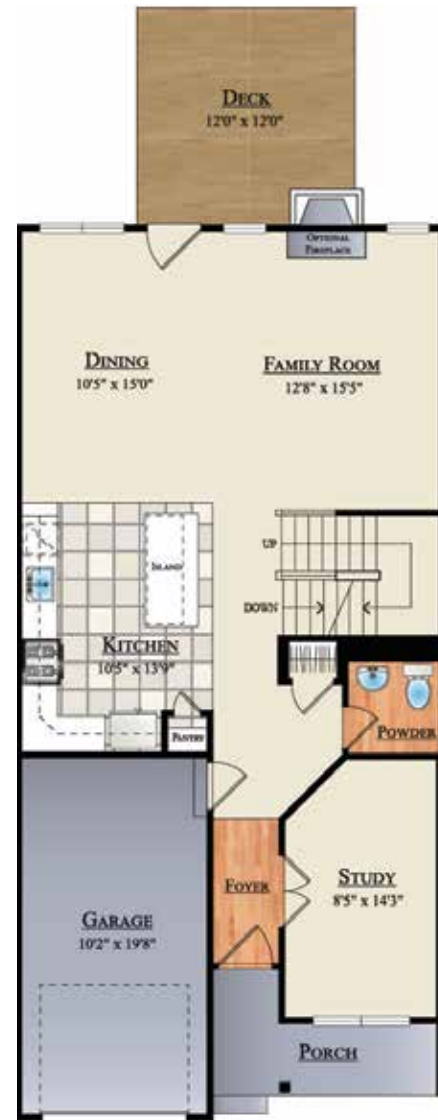 DECK
12'0" x 12'0"
OPTIONAL
FIREPLACE
DINING
10'5" x 15'0"
FAMILY ROOM
12'8" x 15'5"
UP
ISLAND
DOWN
KITCHEN
10'5" x 13'9"
PANTRY
POWDER
FOYER
STUDY
8'5" x 14'3"
GARAGE
10'2" x 19'8"
PORCH